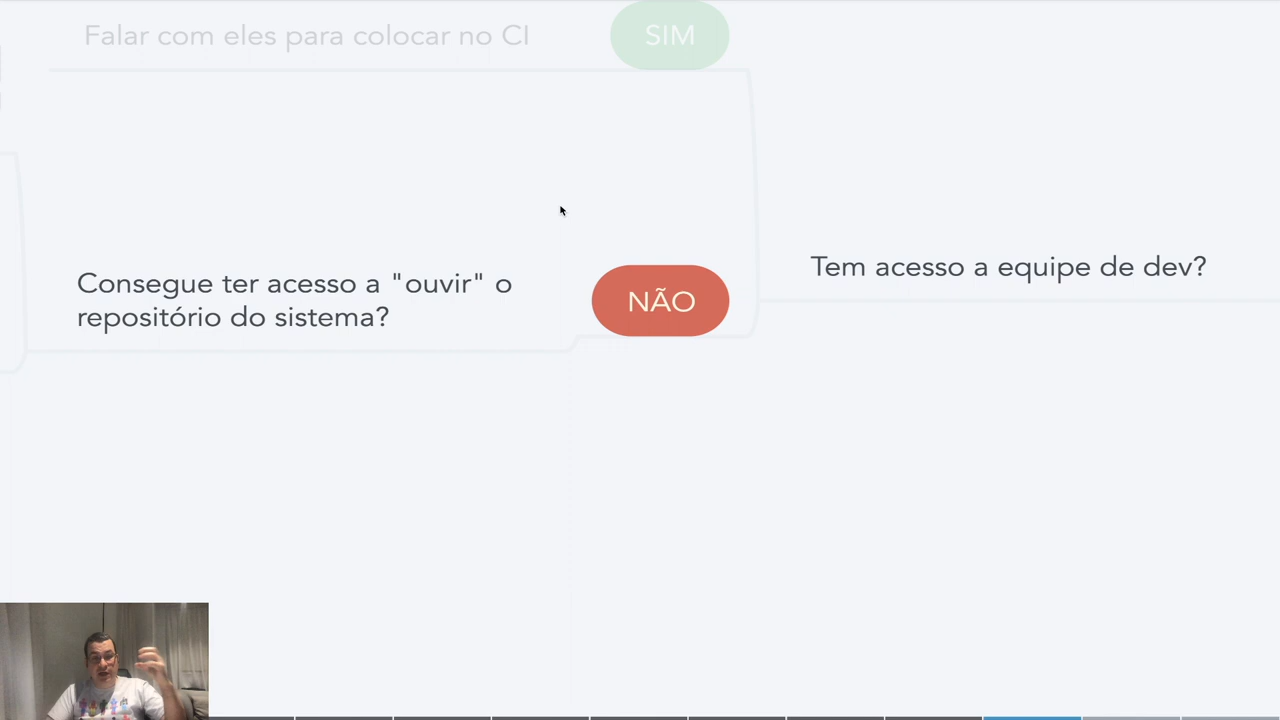 Falar com eles para colocar no CI
SIM
Consegue ter acesso a "ouvir" o
repositório do sistema?
NÃO
Tem acesso a equipe de dev?